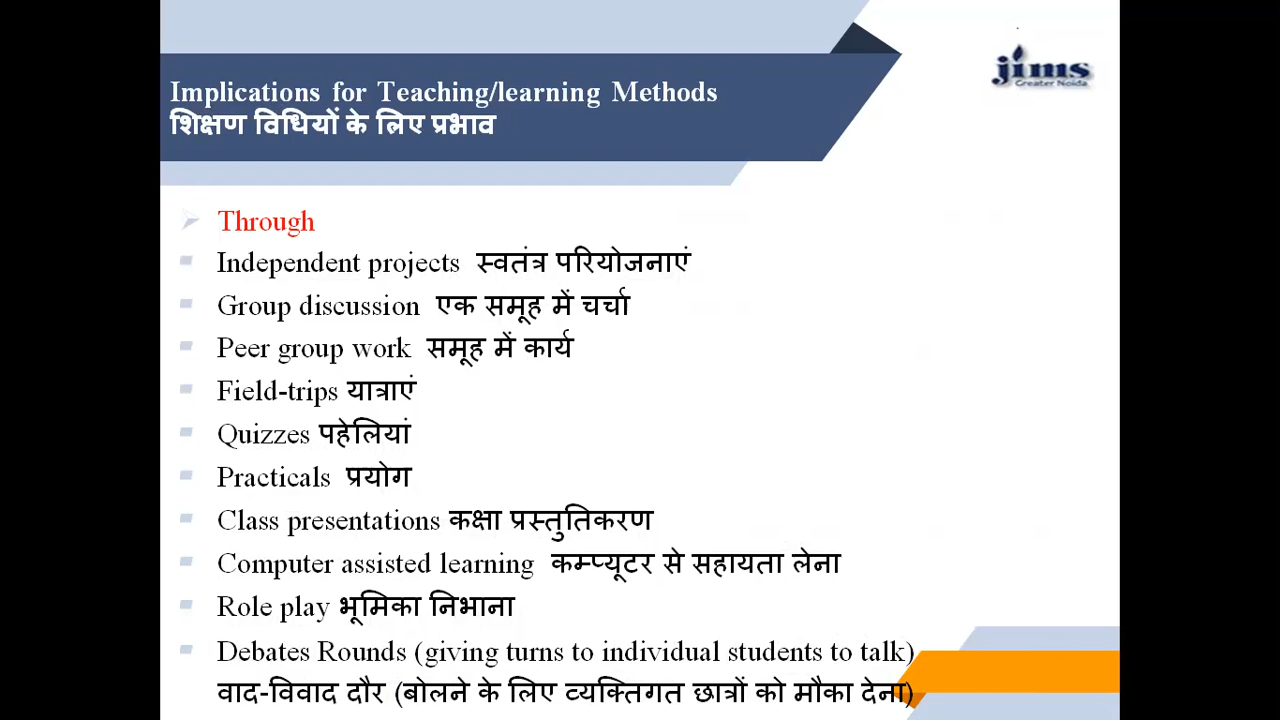 Implications for Teaching/learning Methods
शिक्षण विधियों के लिए प्रभाव
jims
Greater Noida
Through
Independent projects स्वतंत्र परियोजनाएं
Group discussion एक समूह में चर्चा
Peer group work समूह में कार्य
Field-trips यात्राएं
Quizzes पहेलियां
Practicals प्रयोग
Class presentations कक्षा प्रस्तुतिकरण
Computer assisted learning कम्प्यूटर से सहायता लेना
Role play भूमिका निभाना
Debates Rounds (giving turns to individual students to talk)
वाद-विवाद दौर (बोलने के लिए व्यक्तिगत छात्रों को मौका देना)